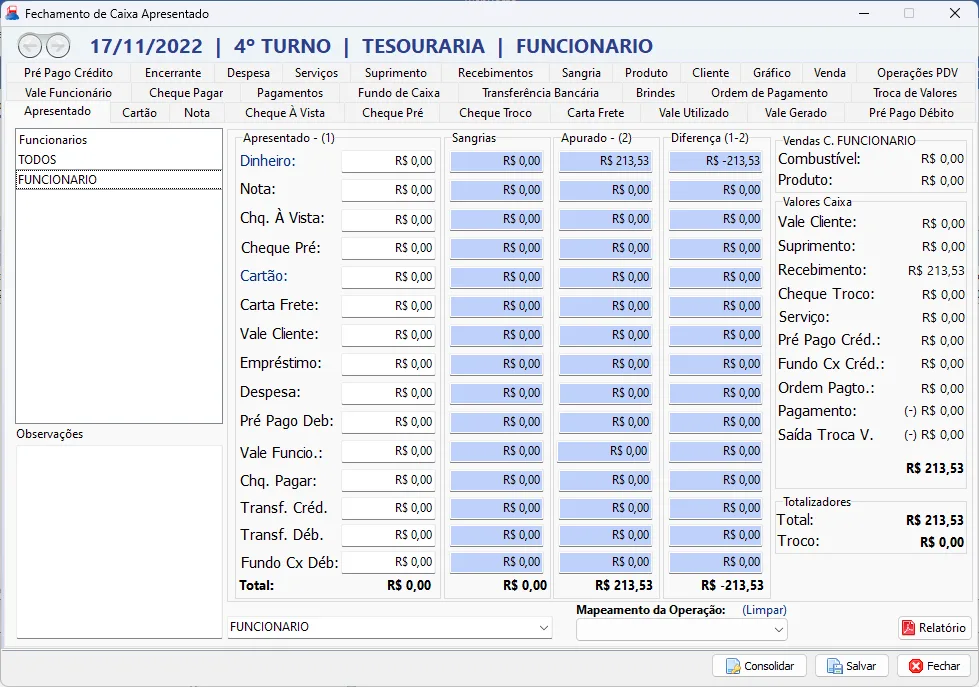 Fechamento de Caixa Apresentado
17/11/2022 | 4º TURNO | TESOURARIA | FUNCIONARIO
Pré Pago Crédito Encerrante Despesa Serviços Suprimento Recebimentos Sangria Produto Cliente Gráfico Venda Operações PDV
Vale Funcionário Cheque Pagar Pagamentos Fundo de Caixa Transferência Bancária Brindes Ordem de Pagamento Troca de Valores
Apresentado Cartão Nota Cheque À Vista Cheque Pré Cheque Troco Carta Frete Vale Utilizado Vale Gerado Pré Pago Débito
Funcionarios
TODOS
FUNCIONARIO
Observações
Apresentado - (1) Sangrias Apurado - (2) Diferença (1-2)
Dinheiro: R$ 0,00 R$ 0,00 R$ 213,53 R$ -213,53
Nota: R$ 0,00 R$ 0,00 R$ 0,00 R$ 0,00
Chq. À Vista: R$ 0,00 R$ 0,00 R$ 0,00 R$ 0,00
Cheque Pré: R$ 0,00 R$ 0,00 R$ 0,00 R$ 0,00
Cartão: R$ 0,00 R$ 0,00 R$ 0,00 R$ 0,00
Carta Frete: R$ 0,00 R$ 0,00 R$ 0,00 R$ 0,00
Vale Cliente: R$ 0,00 R$ 0,00 R$ 0,00 R$ 0,00
Empréstimo: R$ 0,00 R$ 0,00 R$ 0,00 R$ 0,00
Despesa: R$ 0,00 R$ 0,00 R$ 0,00 R$ 0,00
Pré Pago Deb: R$ 0,00 R$ 0,00 R$ 0,00 R$ 0,00
Vale Funcio.: R$ 0,00 R$ 0,00 R$ 0,00 R$ 0,00
Chq. Pagar: R$ 0,00 R$ 0,00 R$ 0,00 R$ 0,00
Transf. Créd. R$ 0,00 R$ 0,00 R$ 0,00 R$ 0,00
Transf. Déb. R$ 0,00 R$ 0,00 R$ 0,00 R$ 0,00
Fundo Cx Déb: R$ 0,00 R$ 0,00 R$ 0,00 R$ 0,00
Total: R$ 0,00 R$ 0,00 R$ 213,53 R$ -213,53
Vendas C. FUNCIONARIO
Combustível: R$ 0,00
Produto: R$ 0,00
Valores Caixa
Vale Cliente: R$ 0,00
Suprimento: R$ 0,00
Recebimento: R$ 213,53
Cheque Troco: R$ 0,00
Serviço: R$ 0,00
Pré Pago Créd.: R$ 0,00
Fundo Cx Créd.: R$ 0,00
Ordem Pagto.: R$ 0,00
Pagamento: (-) R$ 0,00
Saída Troca V. (-) R$ 0,00
R$ 213,53
Totalizadores
Total: R$ 213,53
Troco: R$ 0,00
FUNCIONARIO
Mapeamento da Operação: (Limpar)
Relatório
Consolidar Salvar Fechar